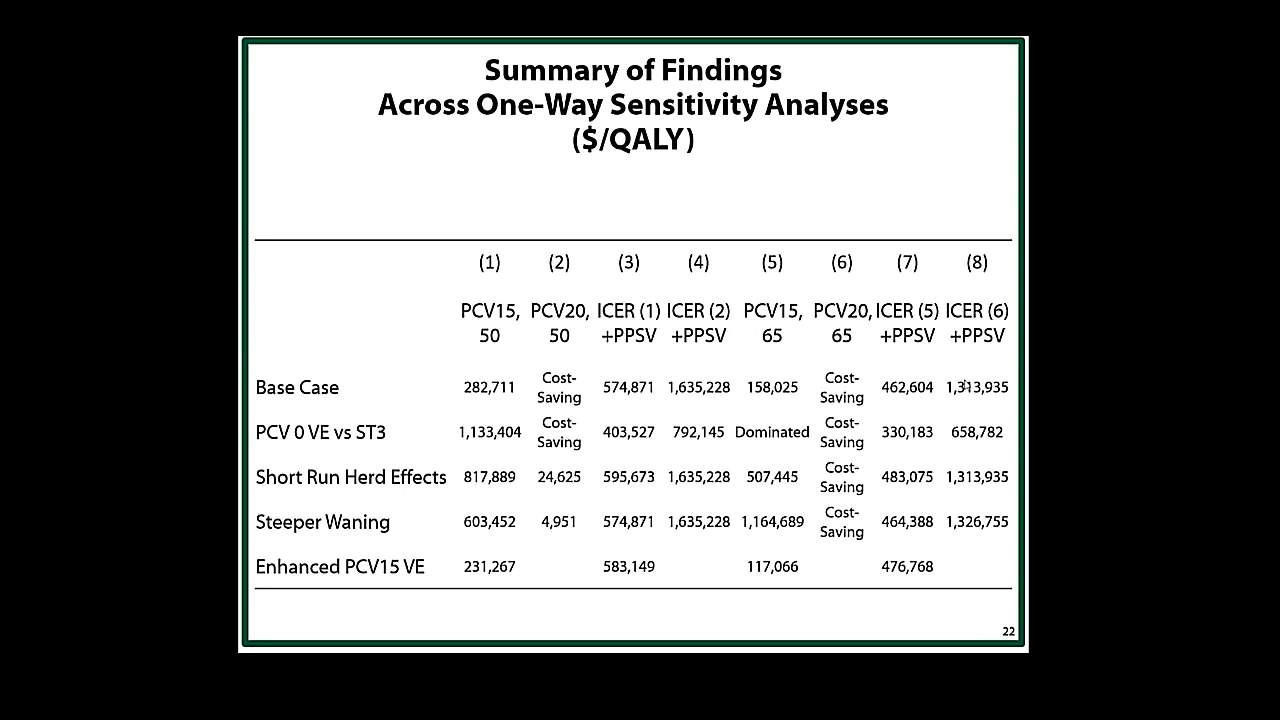 Summary of Findings
Across One-Way Sensitivity Analyses
($/QALY)
(1) (2) (3) (4) (5) (6) (7) (8)
PCV15, 50 PCV20, 50 ICER (1) +PPSV ICER (2) +PPSV PCV15, 65 PCV20, 65 ICER (5) +PPSV ICER (6) +PPSV
Base Case 282,711 Cost-Saving 574,871 1,635,228 158,025 Cost-Saving 462,604 1,313,935
PCV 0 VE vs ST3 1,133,404 Cost-Saving 403,527 792,145 Dominated Cost-Saving 330,183 658,782
Short Run Herd Effects 817,889 24,625 595,673 1,635,228 507,445 Cost-Saving 483,075 1,313,935
Steeper Waning 603,452 4,951 574,871 1,635,228 1,164,689 Cost-Saving 464,388 1,326,755
Enhanced PCV15 VE 231,267 583,149 117,066 476,768
22